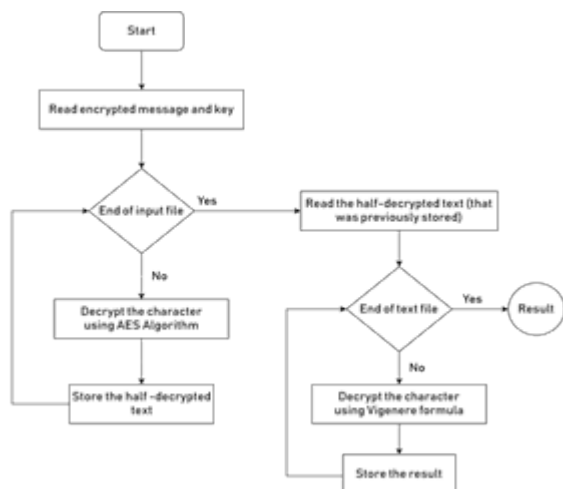 Start
Read encrypted message and key
End of input file
Yes
No
Decrypt the character
using AES Algorithm
Store the half -decrypted
text
Read the half-decrypted text (that
was previously stored)
End of text file
Yes
Result
No
Decrypt the character
using Vigenere formula
Store the result